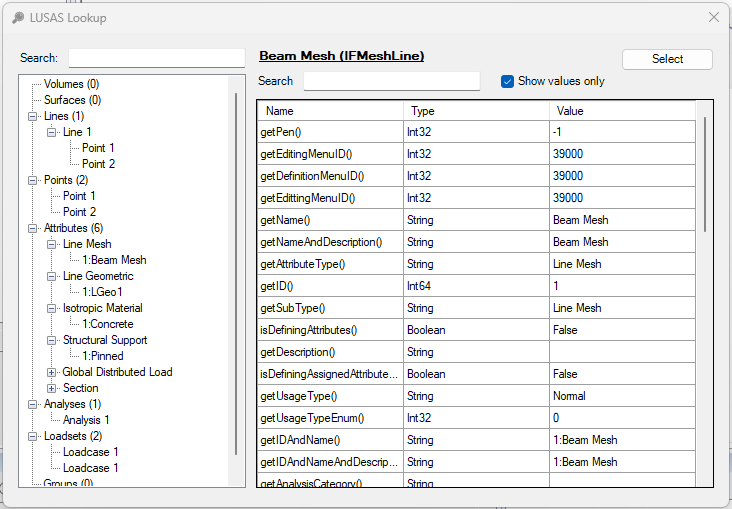 LUSAS Lookup
Search:
Volumes (0)
Surfaces (0)
Lines (1)
Line 1
Point 1
Point 2
Points (2)
Point 1
Point 2
Attributes (6)
Line Mesh
1:Beam Mesh
Line Geometric
1:LGeo1
Isotropic Material
1:Concrete
Structural Support
1:Pinned
Global Distributed Load
Section
Analyses (1)
Analysis 1
Loadsets (2)
Loadcase 1
Loadcase 1
Groups (0)
Beam Mesh (IFMeshLine)
Select
Search
Show values only
Name Type Value
getPen() Int32 -1
getEditingMenuID() Int32 39000
getDefinitionMenuID() Int32 39000
getEdittingMenuID() Int32 39000
getName() String Beam Mesh
getNameAndDescription() String Beam Mesh
getAttributeType() String Line Mesh
getID() Int64 1
getSubType() String Line Mesh
isDefiningAttributes() Boolean False
getDescription() String
isDefiningAssignedAttribute... Boolean False
getUsageType() String Normal
getUsageTypeEnum() Int32 0
getIDAndName() String 1:Beam Mesh
getIDAndNameAndDescrip... String 1:Beam Mesh
getAnalysisCategory() String